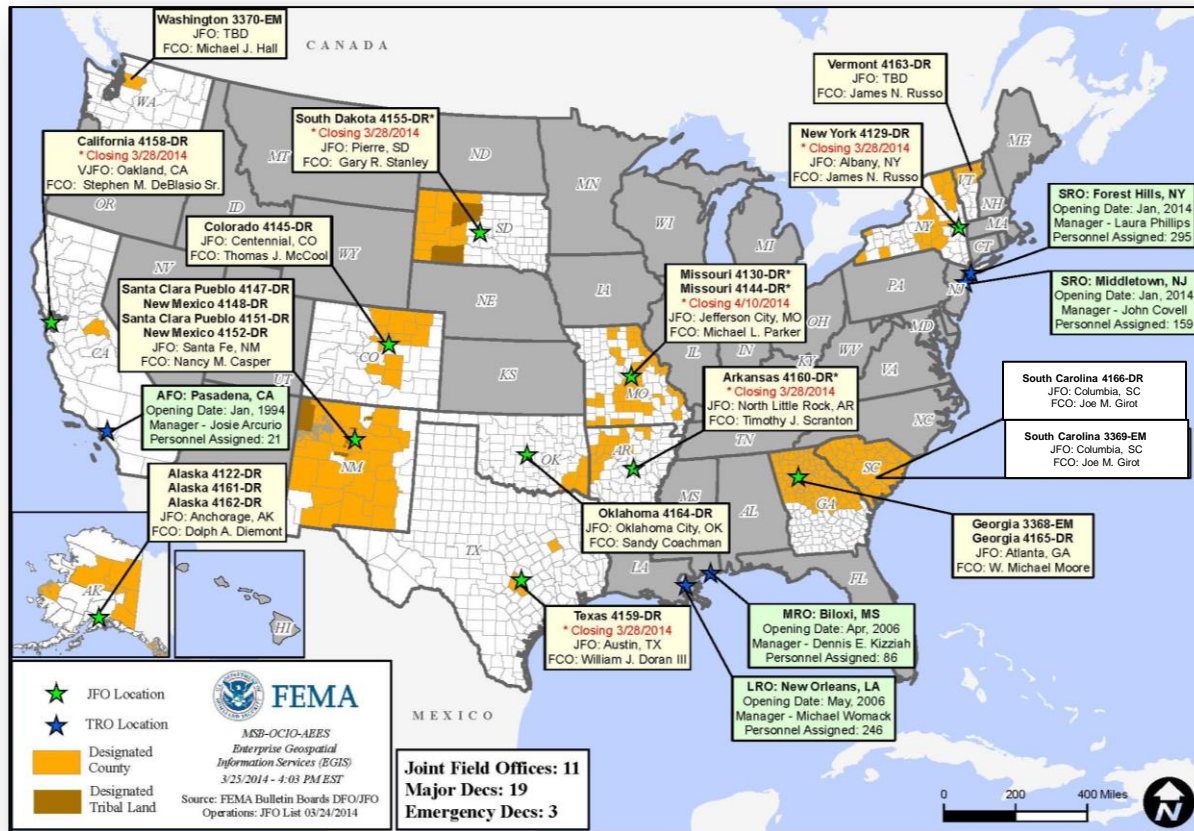 Washington 3370-EM
JFO: TBD
FCO: Michael J. Hall
CANADA
Vermont 4163-DR
JFO: TBD
FCO: James N. Russo
South Dakota 4155-DR*
* Closing 3/28/2014
JFO: Pierre, SD
FCO: Gary R. Stanley
New York 4129-DR
* Closing 3/28/2014
JFO: Albany, NY
FCO: James N. Russo
California 4158-DR
* Closing 3/28/2014
VJFO: Oakland, CA
FCO: Stephen M. DeBlasio Sr.
SRO: Forest Hills, NY
Opening Date: Jan, 2014
Manager - Laura Phillips
Personnel Assigned: 295
Colorado 4145-DR
JFO: Centennial, CO
FCO: Thomas J. McCool
SRO: Middletown, NJ
Opening Date: Jan, 2014
Manager - John Covell
Personnel Assigned: 159
Santa Clara Pueblo 4147-DR
New Mexico 4148-DR
Santa Clara Pueblo 4151-DR
New Mexico 4152-DR
JFO: Santa Fe, NM
FCO: Nancy M. Casper
Missouri 4130-DR*
Missouri 4144-DR*
* Closing 4/10/2014
JFO: Jefferson City, MO
FCO: Michael L. Parker
Arkansas 4160-DR*
* Closing 3/28/2014
JFO: North Little Rock, AR
FCO: Timothy J. Scranton
South Carolina 4166-DR
JFO: Columbia, SC
FCO: Joe M. Girot
South Carolina 3369-EM
JFO: Columbia, SC
FCO: Joe M. Girot
AFO: Pasadena, CA
Opening Date: Jan, 1994
Manager - Josie Arcurio
Personnel Assigned: 21
Alaska 4122-DR
Alaska 4161-DR
Alaska 4162-DR
JFO: Anchorage, AK
FCO: Dolph A. Diemont
Oklahoma 4164-DR
JFO: Oklahoma City, OK
FCO: Sandy Coachman
Georgia 3368-EM
Georgia 4165-DR
JFO: Atlanta, GA
FCO: W. Michael Moore
Texas 4159-DR
* Closing 3/28/2014
JFO: Austin, TX
FCO: William J. Doran III
MRO: Biloxi, MS
Opening Date: Apr, 2006
Manager - Dennis E. Kizziah
Personnel Assigned: 86
LRO: New Orleans, LA
Opening Date: May, 2006
Manager - Michael Womack
Personnel Assigned: 246
WA
OR
ID
MT
ND
MN
WI
MI
ME
VT
NH
MA
NY
CT
NJ
PA
MD
SD
WY
NV
CA
UT
CO
NE
IA
IL
IN
OH
WV
VA
KY
KS
MO
NC
TN
SC
NM
OK
AR
MS
AL
GA
TX
LA
FL
AK
HI
MEXICO
JFO Location
TRO Location
Designated
County
Designated
Tribal Land
FEMA
MSB-OCIO-AEES
Enterprise Geospatial
Information Services (EGIS)
3/25/2014 - 4:03 PM EST
Source: FEMA Bulletin Boards DFO/JFO
Operations: JFO List 03/24/2014
Joint Field Offices: 11
Major Decs: 19
Emergency Decs: 3
0 200 400 Miles
N